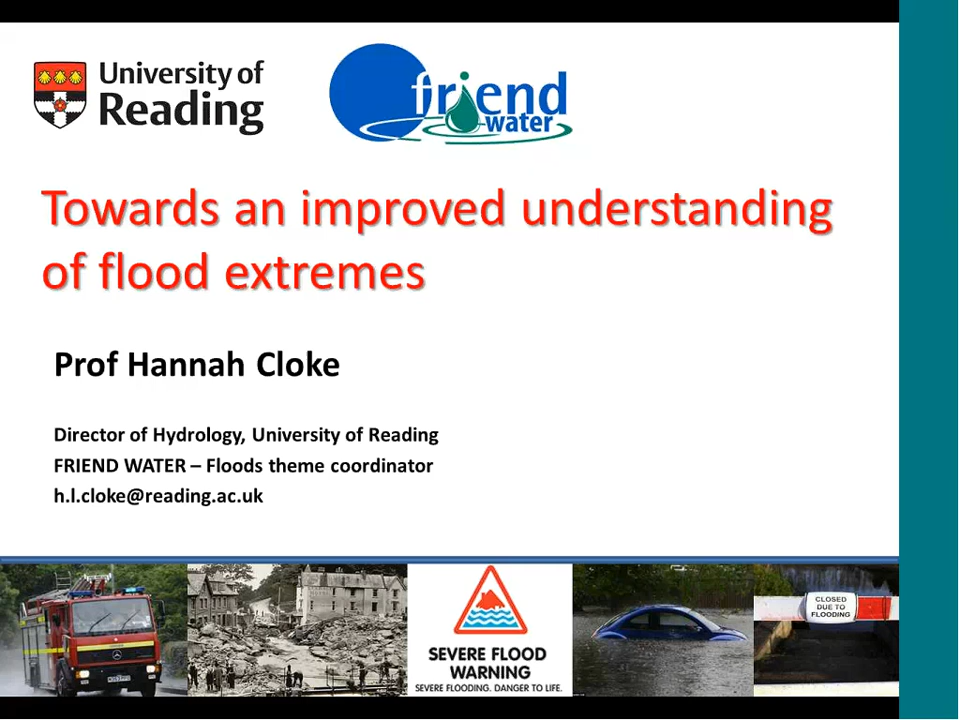 University of
Reading
friend
water
Towards an improved understanding
of flood extremes
Prof Hannah Cloke
Director of Hydrology, University of Reading
FRIEND WATER – Floods theme coordinator
h.l.cloke@reading.ac.uk
SEVERE FLOOD
WARNING
SEVERE FLOODING. DANGER TO LIFE.
CLOSED
DUE TO
FLOODING